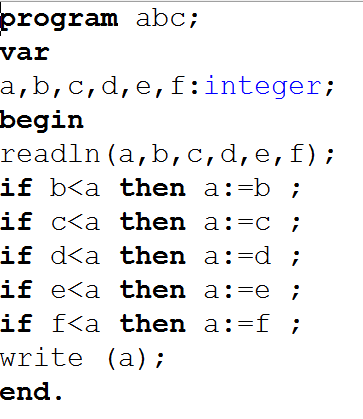 program abc;
var
a,b,c,d,e,f:integer;
begin
readln(a,b,c,d,e,f);
if b<a then a:=b ;
if c<a then a:=c ;
if d<a then a:=d ;
if e<a then a:=e ;
if f<a then a:=f ;
write (a);
end.